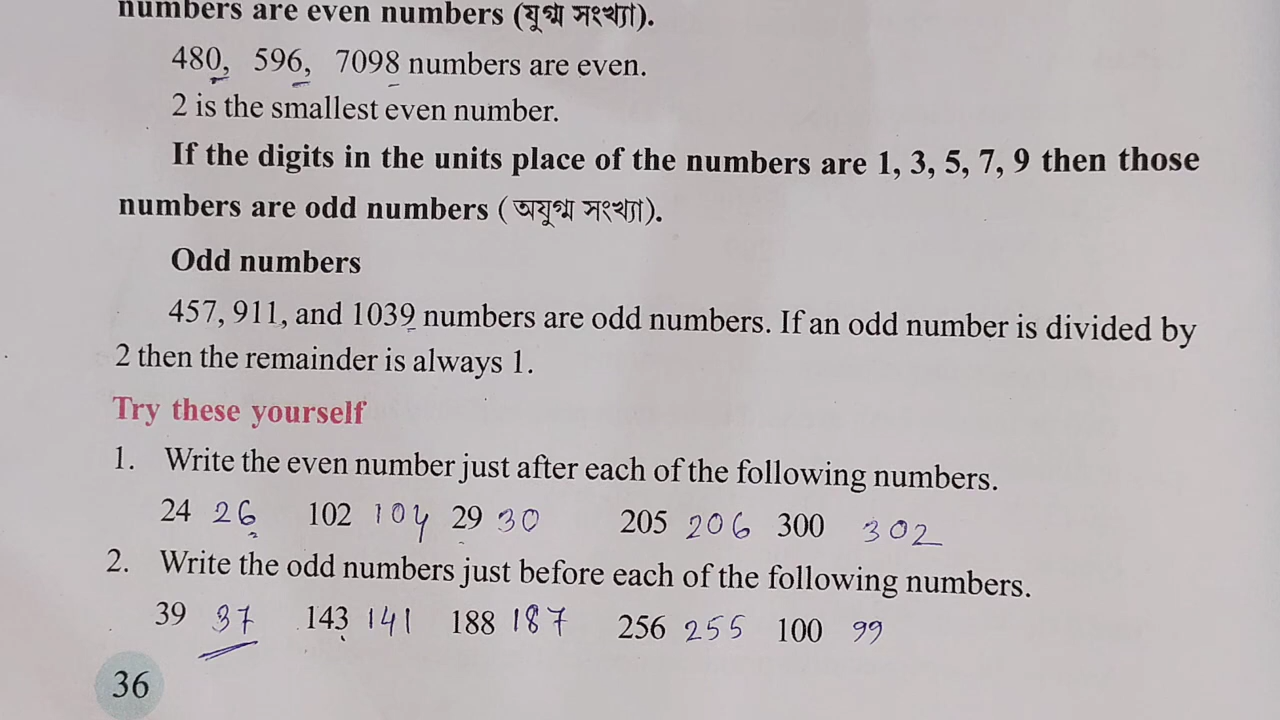 numbers are even numbers (যুগ্ম সংখ্যা).
480, 596, 7098 numbers are even.
2 is the smallest even number.
If the digits in the units place of the numbers are 1, 3, 5, 7, 9 then those
numbers are odd numbers (অযুগ্ম সংখ্যা).
Odd numbers
457, 911, and 1039 numbers are odd numbers. If an odd number is divided by
2 then the remainder is always 1.
Try these yourself
1. Write the even number just after each of the following numbers.
24 26 102 104 29 30 205 206 300 302
2. Write the odd numbers just before each of the following numbers.
39 37 143 141 188 187 256 255 100 99
36